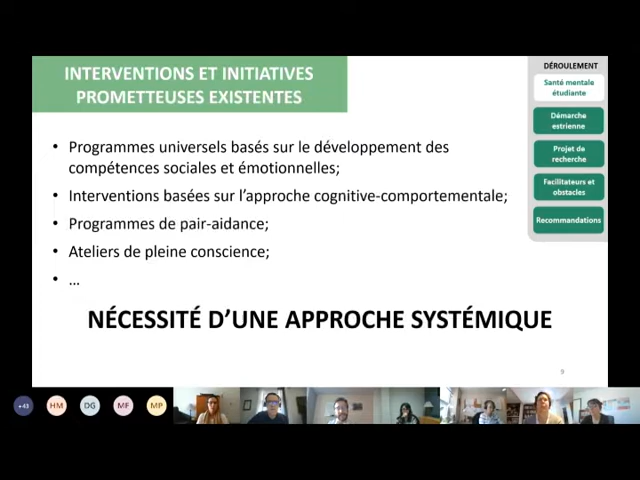 INTERVENTIONS ET INITIATIVES
PROMETTEUSES EXISTENTES
• Programmes universels basés sur le développement des
compétences sociales et émotionnelles;
• Interventions basées sur l'approche cognitive-comportementale;
• Programmes de pair-aidance;
• Ateliers de pleine conscience;
• ...
NÉCESSITÉ D'UNE APPROCHE SYSTÉMIQUE
9
DÉROULEMENT
Santé mentale
étudiante
Démarche
estrienne
Projet de
recherche
Facilitateurs et
obstacles
Recommandations
+43
HM
DG
MF
MP